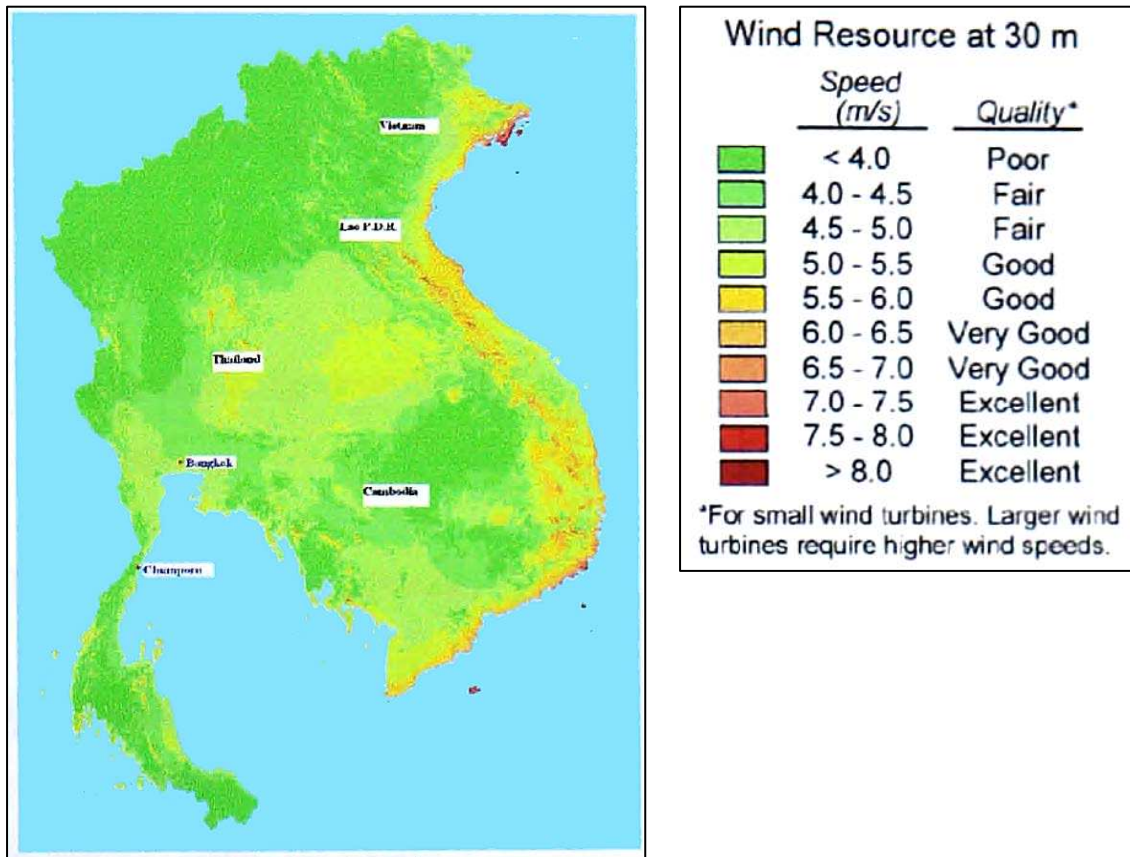 Vietnam
Lao P.D.R.
Thailand
Bangkok
Cambodia
Chumporn
Wind Resource at 30 m
Speed
(m/s) Quality*
< 4.0 Poor
4.0 - 4.5 Fair
4.5 - 5.0 Fair
5.0 - 5.5 Good
5.5 - 6.0 Good
6.0 - 6.5 Very Good
6.5 - 7.0 Very Good
7.0 - 7.5 Excellent
7.5 - 8.0 Excellent
> 8.0 Excellent
*For small wind turbines. Larger wind
turbines require higher wind speeds.